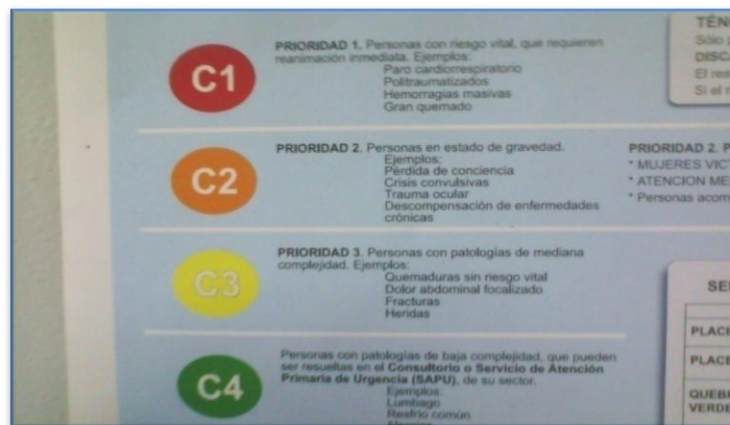 C1
PRIORIDAD 1. Personas con riesgo vital, que requieren
reanimación inmediata. Ejemplos:
Paro cardiorrespiratorio
Politraumatizados
Hemorragias masivas
Gran quemado
C2
PRIORIDAD 2. Personas en estado de gravedad.
Ejemplos:
Pérdida de conciencia
Crisis convulsivas
Trauma ocular
Descompensación de enfermedades
crónicas
C3
PRIORIDAD 3. Personas con patologías de mediana
complejidad. Ejemplos:
Quemaduras sin riesgo vital
Dolor abdominal focalizado
Fracturas
Heridas
C4
Personas con patologías de baja complejidad, que pueden
ser resueltas en el Consultorio o Servicio de Atención
Primaria de Urgencia (SAPU), de su sector.
Ejemplos:
Lumbago
Resfrío común
Sólo
El
Si el
PRIORIDAD 2.
* MUJERES
* ATENCION
* Personas